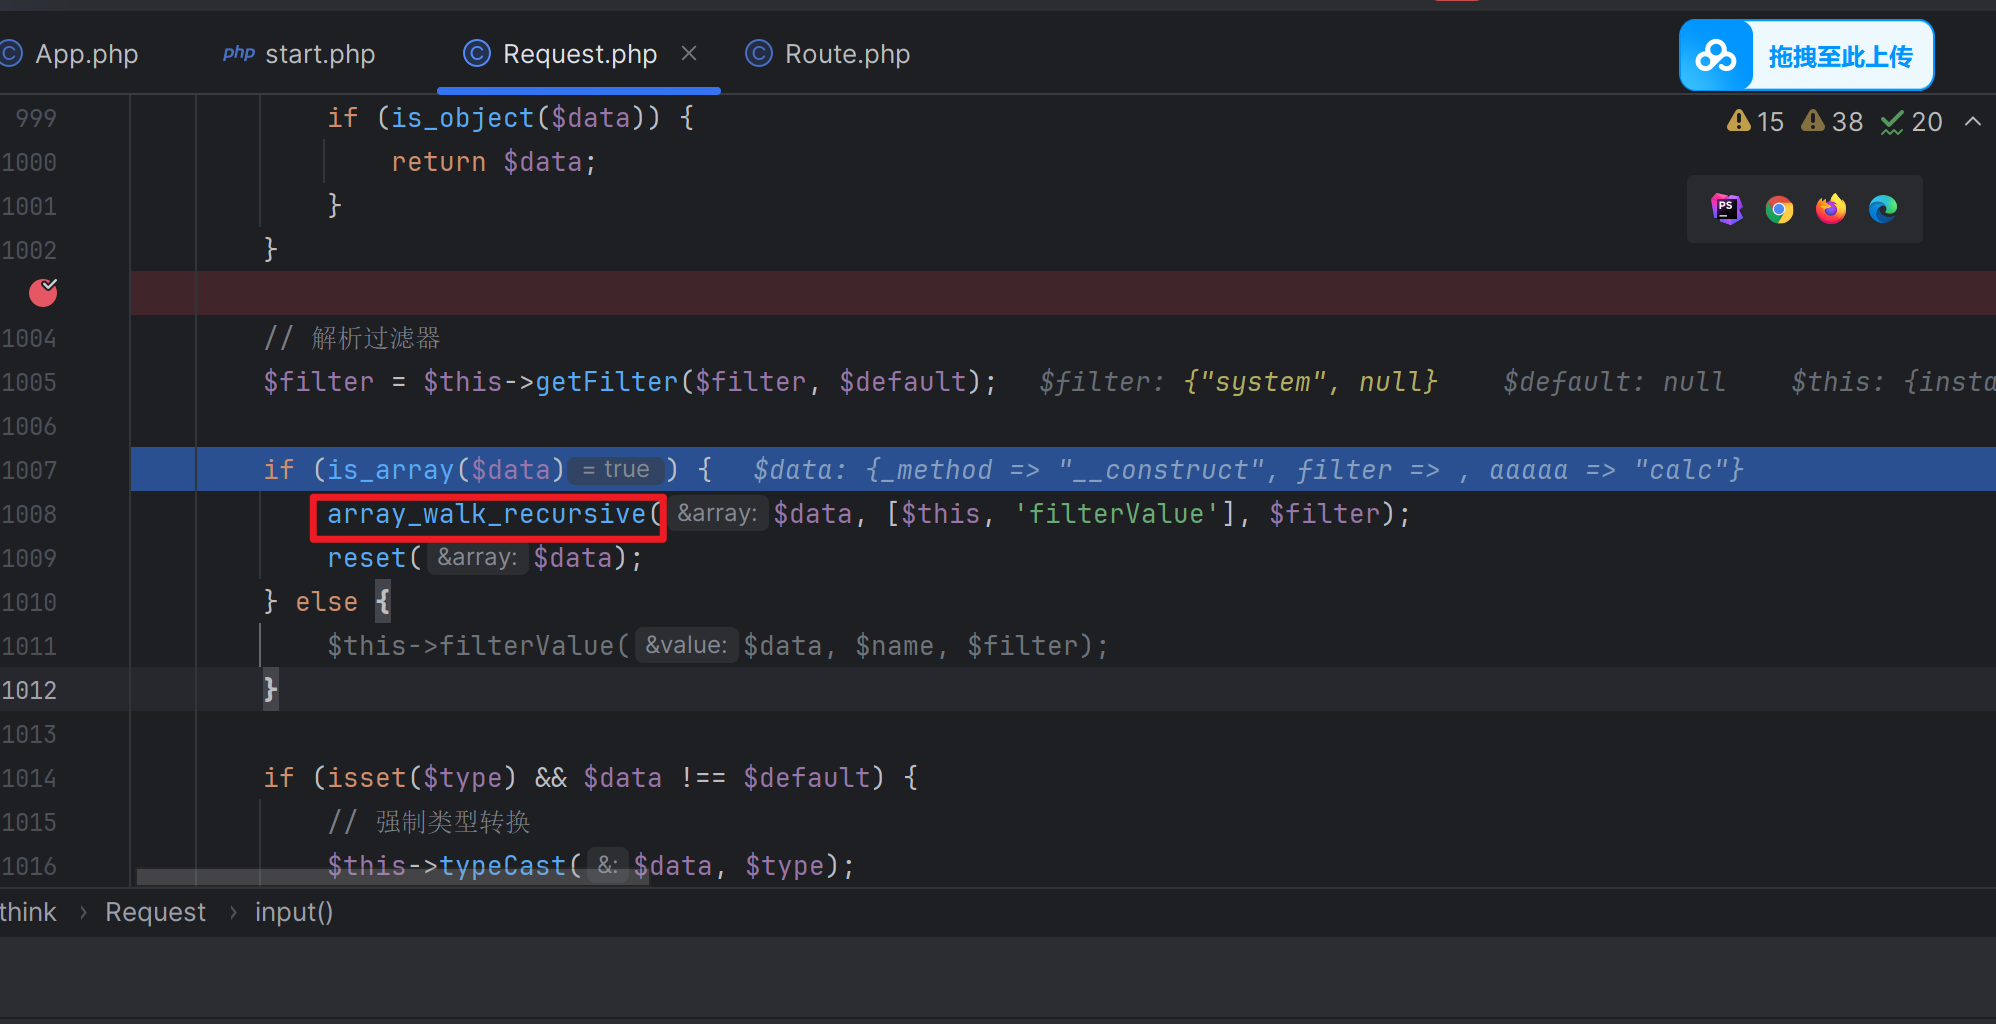 App.php php start.php Request.php Route.php 拖拽至此上传
999 if (is_object($data)) { 15 38 20
1000 return $data;
1001 }
1002 }
1004 // 解析过滤器
1005 $filter = $this->getFilter($filter, $default); $filter: {"system", null} $default: null $this: {insta
1006
1007 if (is_array($data) = true ) { $data: {_method => "__construct", filter => , aaaaa => "calc"}
1008 array_walk_recursive( &array: $data, [$this, 'filterValue'], $filter);
1009 reset( &array: $data);
1010 } else {
1011 $this->filterValue( &value: $data, $name, $filter);
1012 }
1013
1014 if (isset($type) && $data !== $default) {
1015 // 强制类型转换
1016 $this->typeCast( &: $data, $type);
think › Request › input()